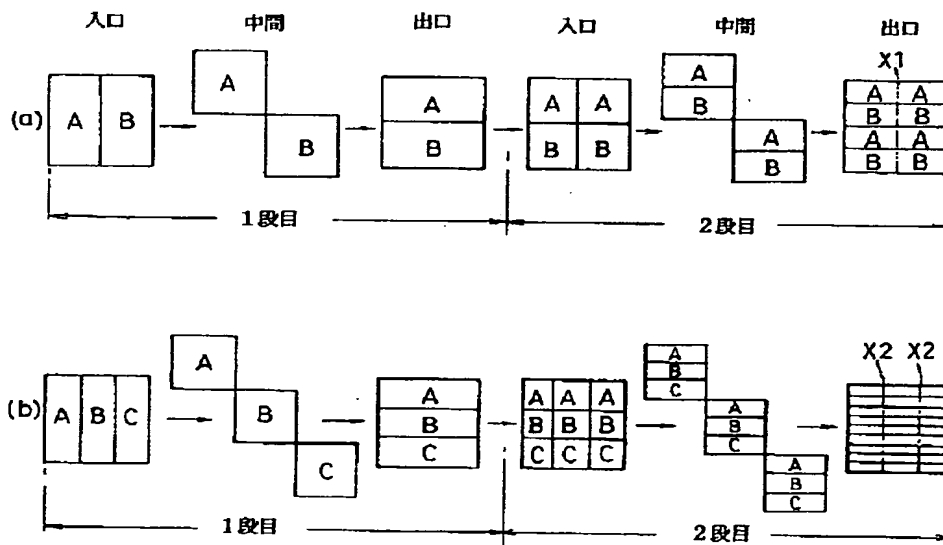 入口 中間 出口 入口 中間 出口
X1
(a) A B A B A B A A B B A B A B A A B B A A B B
1段目 2段目
X2 X2
(b) A B C A B C A B C A A A B B B C C C A B C A B C A B C
1段目 2段目